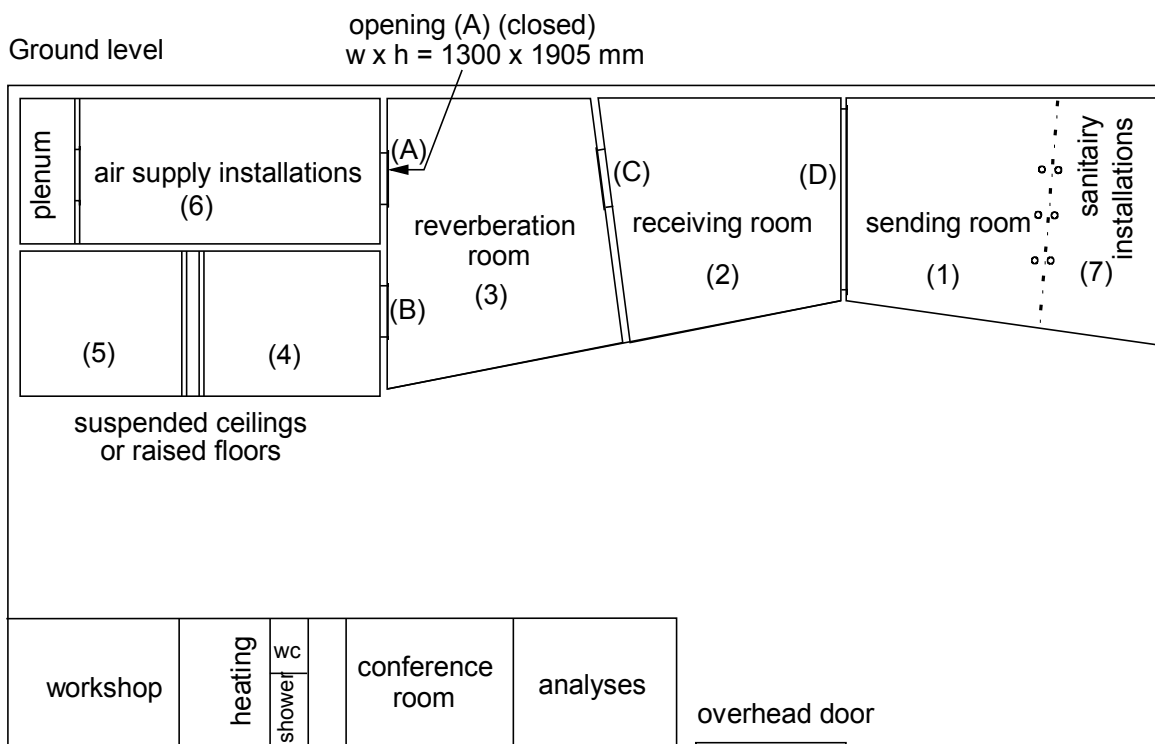 opening (A) (closed)
Ground level
w x h = 1300 x 1905 mm
plenum
air supply installations
(6)
(A)
(B)
reverberation
room
(3)
(C)
receiving room
(2)
(D)
sending room
(1)
sanitairy
installations
(7)
(5)
(4)
suspended ceilings
or raised floors
workshop
heating
wc
shower
conference
room
analyses
overhead door